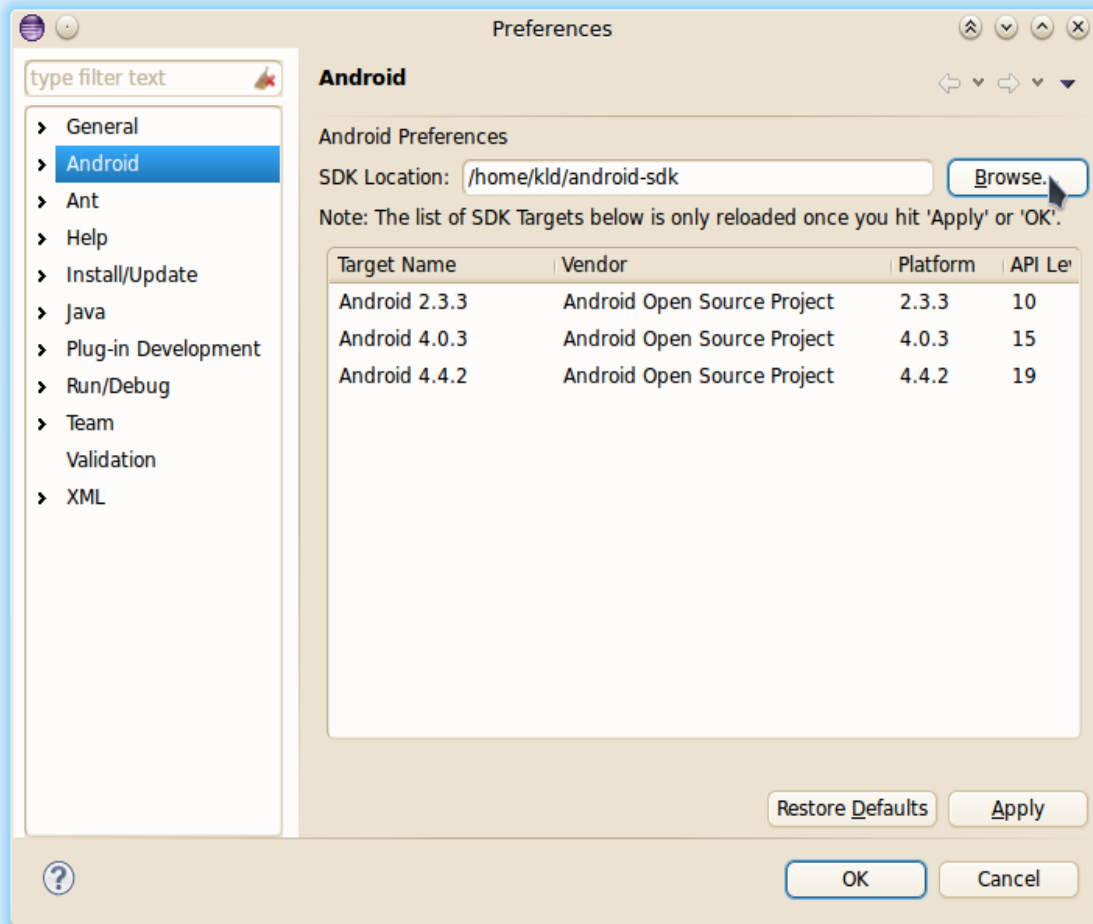 Preferences
type filter text
General
Android
Ant
Help
Install/Update
Java
Plug-in Development
Run/Debug
Team
Validation
XML
Android
Android Preferences
SDK Location: /home/kld/android-sdk Browse..
Note: The list of SDK Targets below is only reloaded once you hit 'Apply' or 'OK'.
Target Name Vendor Platform API Lev
Android 2.3.3 Android Open Source Project 2.3.3 10
Android 4.0.3 Android Open Source Project 4.0.3 15
Android 4.4.2 Android Open Source Project 4.4.2 19
Restore Defaults Apply
? OK Cancel